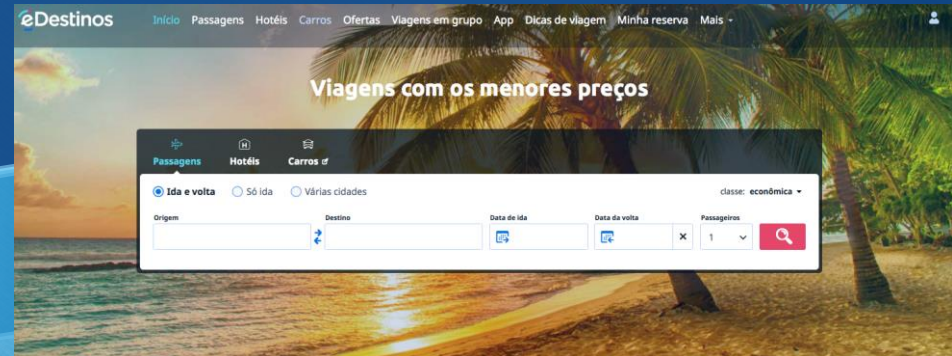 eDestinos
Início Passagens Hotéis Carros Ofertas Viagens em grupo App Dicas de viagem Minha reserva Mais
Viagens com os menores preços
H
Passagens Hotéis Carros
Ida e volta Só ida Várias cidades classe: econômica
Origem Destino Data de ida Data da volta Passageiros
1